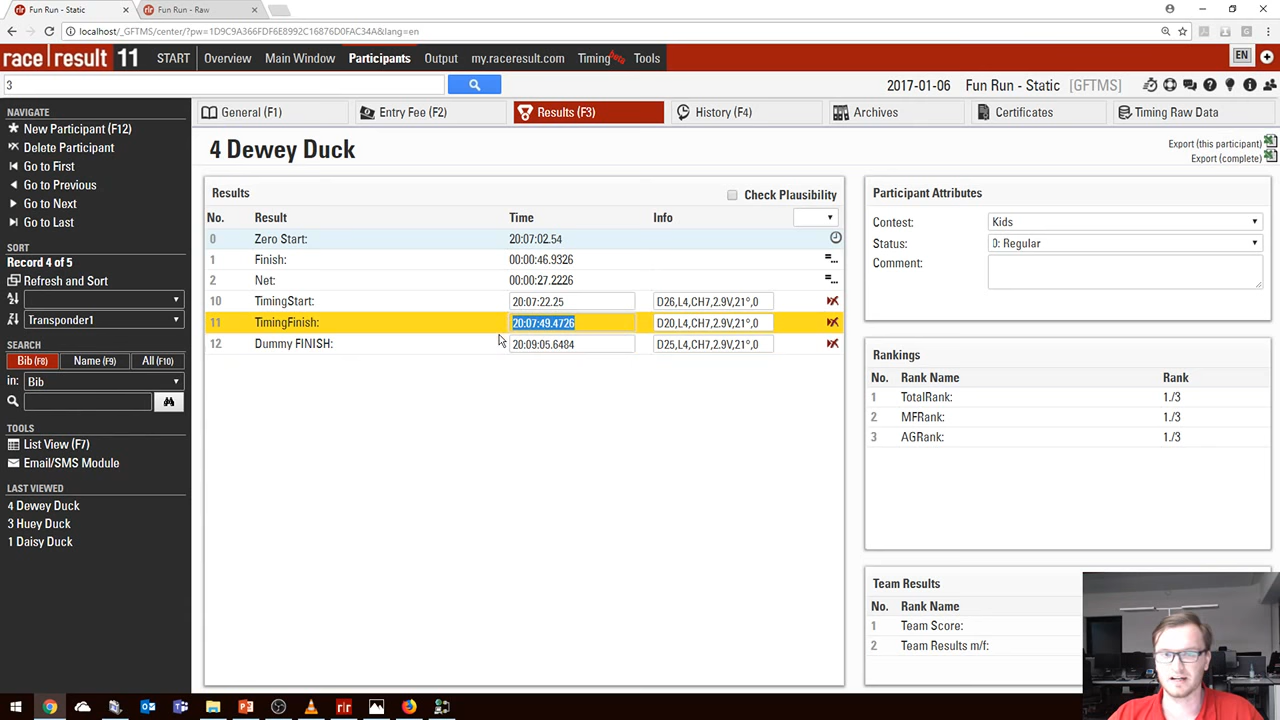 Fun Run - Static
Fun Run - Raw
localhost/_GFTMS/center/?pw=1D9C9A366FDF6E8992C16876D0FAC34A&lang=en
race result 11 START Overview Main Window Participants Output my.raceresult.com Timing Tools EN
3
2017-01-06 Fun Run - Static [GFTMS]
General (F1) Entry Fee (F2) Results (F3) History (F4) Archives Certificates Timing Raw Data
NAVIGATE
New Participant (F12)
Delete Participant
Go to First
Go to Previous
Go to Next
Go to Last
SORT
Record 4 of 5
Refresh and Sort
Transponder1
SEARCH
Bib (F8) Name (F9) All (F10)
in: Bib
TOOLS
List View (F7)
Email/SMS Module
LAST VIEWED
4 Dewey Duck
3 Huey Duck
1 Daisy Duck
4 Dewey Duck
Export (this participant)
Export (complete)
Results Check Plausibility
No. Result Time Info
0 Zero Start: 20:07:02.54
1 Finish: 00:00:46.9326
2 Net: 00:00:27.2226
10 TimingStart: 20:07:22.25 D26,L4,CH7,2.9V,21°,0
11 TimingFinish: 20:07:49.4726 D20,L4,CH7,2.9V,21°,0
12 Dummy FINISH: 20:09:05.6484 D25,L4,CH7,2.9V,21°,0
Participant Attributes
Contest: Kids
Status: 0: Regular
Comment:
Rankings
No. Rank Name Rank
1 TotalRank: 1./3
2 MFRank: 1./3
3 AGRank: 1./3
Team Results
No. Rank Name
1 Team Score:
2 Team Results m/f: